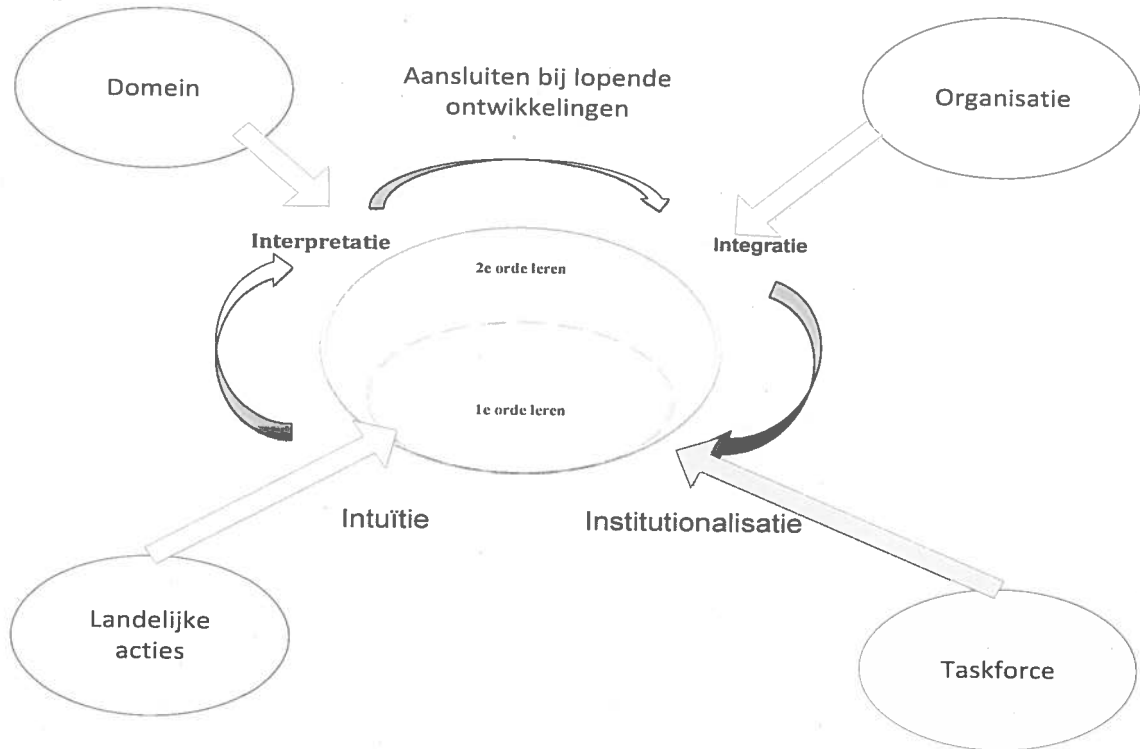 Domein
Aansluiten bij lopende
ontwikkelingen
Organisatie
Interpretatie
Integratie
2e orde leren
1e orde leren
Intuïtie
Institutionalisatie
Landelijke
acties
Taskforce